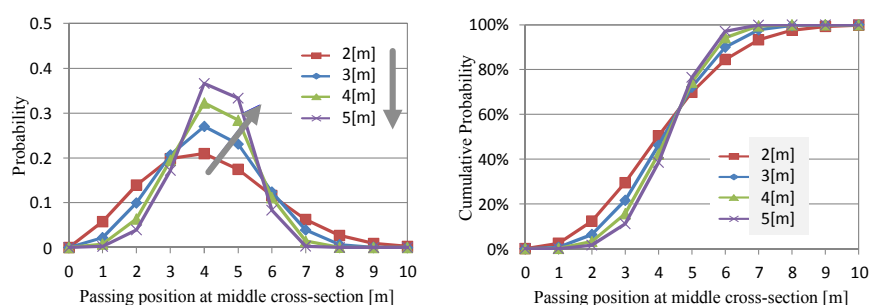 0.5
0.4
0.3
0.2
0.1
0
Probability
2[m]
3[m]
4[m]
5[m]
0 1 2 3 4 5 6 7 8 9 10
Passing position at middle cross-section [m]
100%
80%
60%
40%
20%
0%
Cumulative Probability
2[m]
3[m]
4[m]
5[m]
0 1 2 3 4 5 6 7 8 9 10
Passing position at middle cross-section [m]